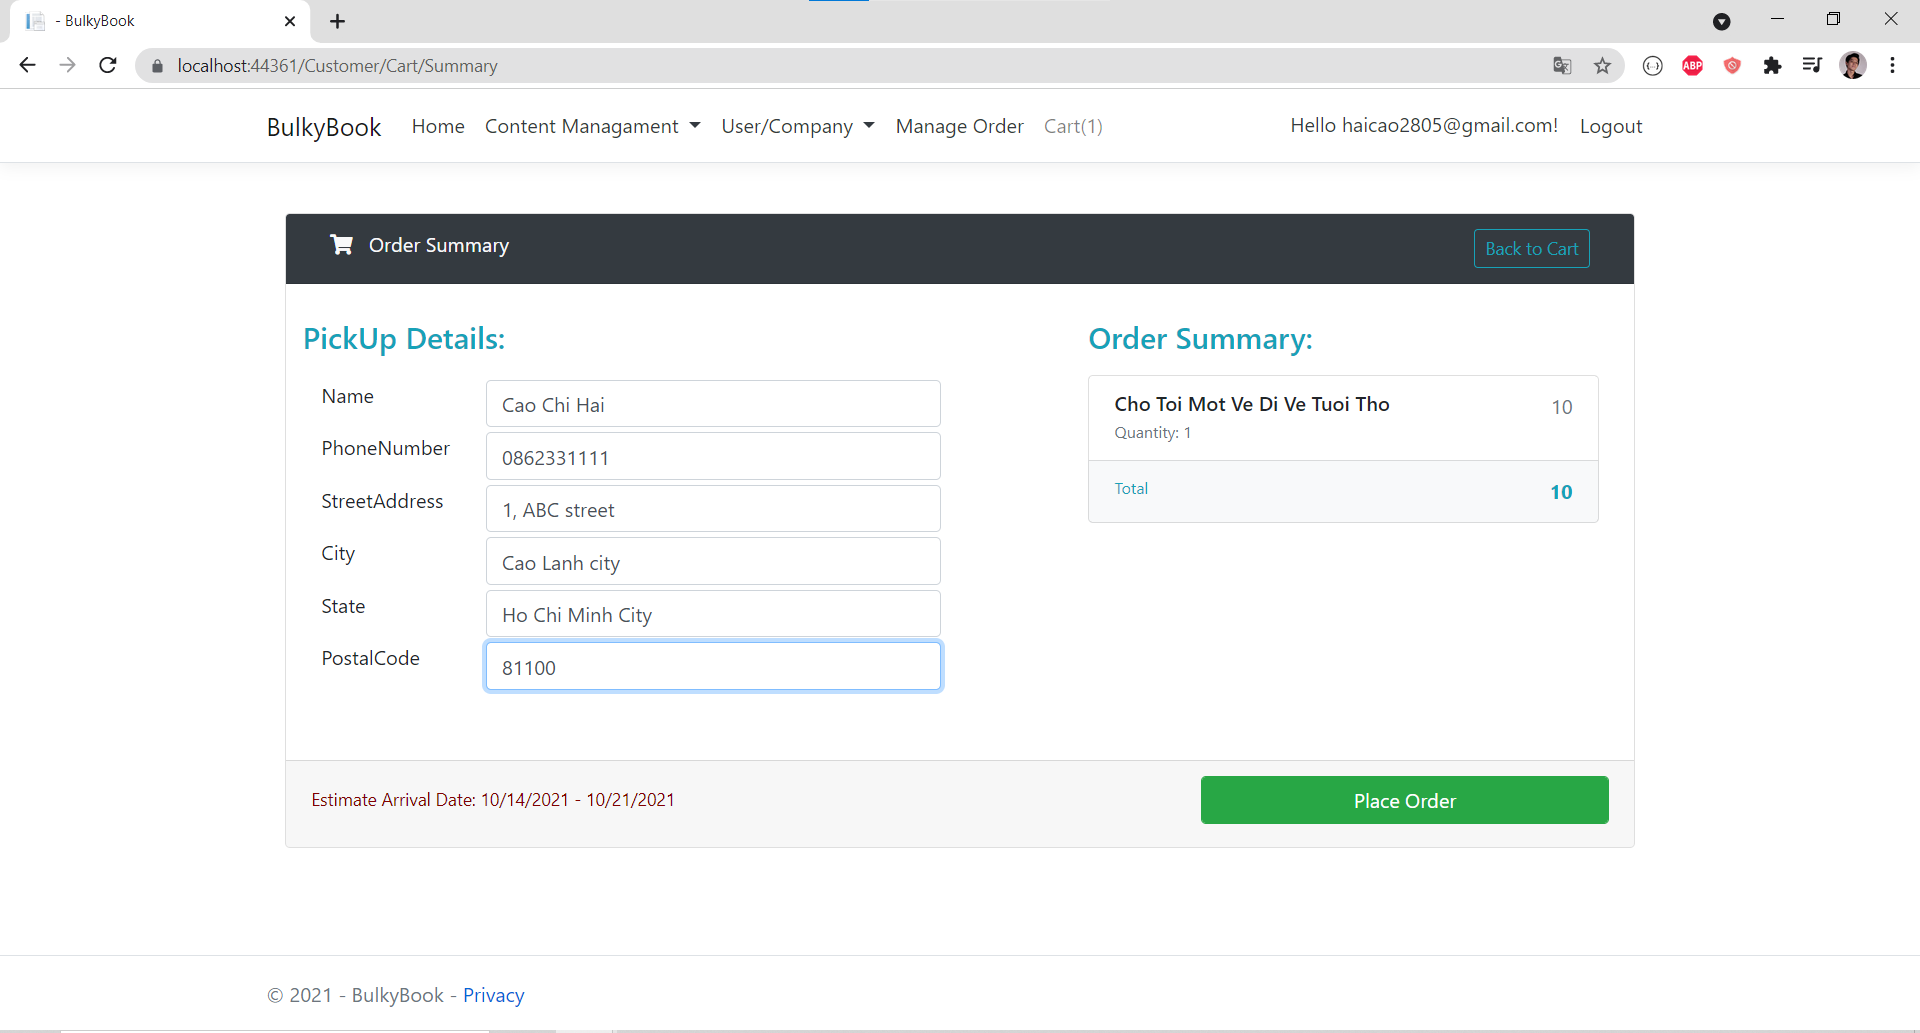 - BulkyBook
localhost:44361/Customer/Cart/Summary
ABP
BulkyBook Home Content Managament User/Company Manage Order Cart(1) Hello haicao2805@gmail.com! Logout
Order Summary Back to Cart
PickUp Details:
Name Cao Chi Hai
PhoneNumber 0862331111
StreetAddress 1, ABC street
City Cao Lanh city
State Ho Chi Minh City
PostalCode 81100
Order Summary:
Cho Toi Mot Ve Di Ve Tuoi Tho 10
Quantity: 1
Total 10
Estimate Arrival Date: 10/14/2021 - 10/21/2021 Place Order
© 2021 - BulkyBook - Privacy